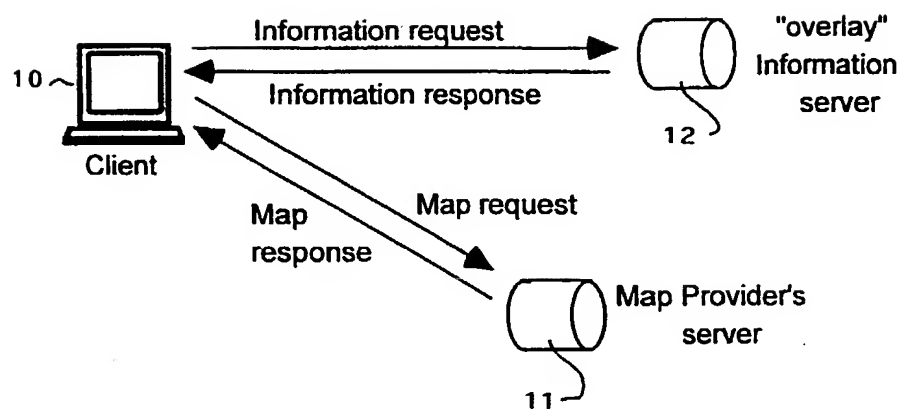 Information request
"overlay"
Information
server
10
Information response
12
Client
Map request
Map
response
Map Provider's
server
11